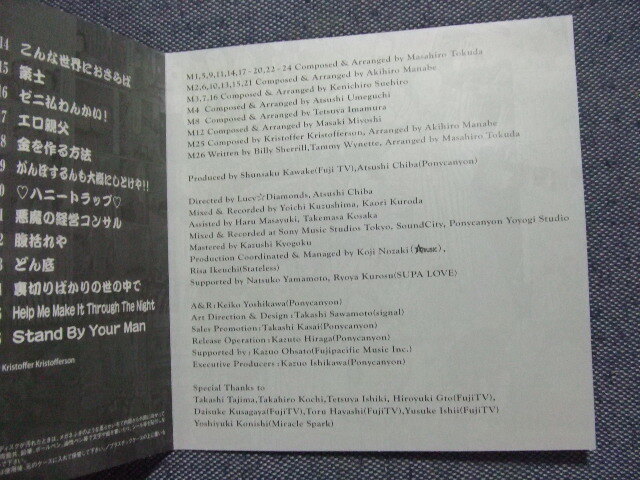 14 こんな世界におさらば
15 策士
16 ゼニ払わんかい!
17 エロ親父
18 金を作る方法
19 がんばするんも大概にしとけや!!
♡ハニートラップ♡
悪魔の経営コンサル
腹括れや
どん底
裏切りばかりの世の中で
Help Me Make It Through The Night
Stand By Your Man
Kristoffer Kristofferson
M1,5,9,11,14,17-20,22-24 Composed & Arranged by Masahiro Tokuda
M2,6,10,13,15,21 Composed & Arranged by Akihiro Manabe
M3,7,16 Composed & Arranged by Kenichiro Suehiro
M4 Composed & Arranged by Atsushi Umeguchi
M8 Composed & Arranged by Tetsuya Imamura
M12 Composed & Arranged by Masaki Miyoshi
M25 Composed by Kristoffer Kristofferson, Arranged by Akihiro Manabe
M26 Written by Billy Sherrill,Tammy Wynette, Arranged by Masahiro Tokuda
Produced by Shunsaku Kawake(Fuji TV),Atsushi Chiba(Ponycanyon)
Directed by Lucy☆Diamonds, Atsushi Chiba
Mixed & Recorded by Yoichi Kuzushima, Kaori Kuroda
Assisted by Haru Masayuki, Takemasa Kosaka
Mixed & Recorded at Sony Music Studios Tokyo, SoundCity, Ponycanyon Yoyogi Studio
Mastered by Kazushi Kyogoku
Production Coordinated & Managed by Koji Nozaki(☆music),
Risa Ikeuchi(Stateless)
Supported by Natsuko Yamamoto, Ryoya Kurosu(SUPA LOVE)
A&R:Keiko Yoshikawa(Ponycanyon)
Art Direction & Design :Takashi Sawamoto(signal)
Sales Promotion:Takashi Kasai(Ponycanyon)
Release Operation:Kazuto Hiraga(Ponycanyon)
Supported by : Kazuo Obsato(Fujipacific Music Inc.)
Executive Producers :Kazuo Ishikawa(Ponycanyon)
Special Thanks to
Takashi Tajima,Takahiro Kochi,Tetsuya Ishiki, Hiroyuki Gto(FujiTV),
Daisuke Kusagaya(FujiTV),Toru Hayashi(FujiTV),Yusuke Ishii(FujiTV)
Yoshiyuki Konishi(Miracle Spark)